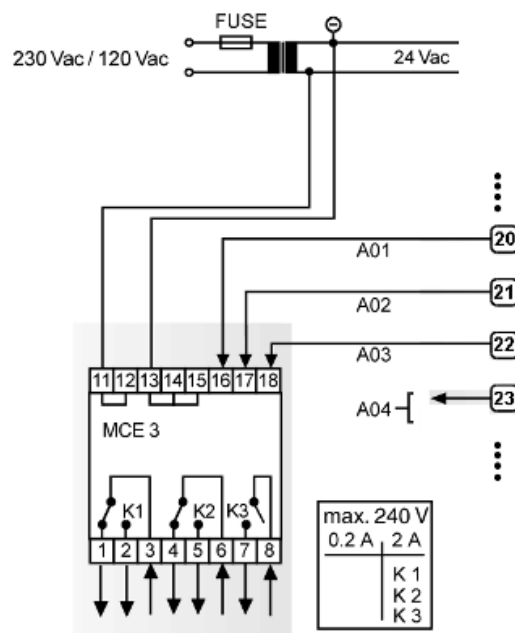 FUSE
230 Vac / 120 Vac
24 Vac
20
A01
21
A02
22
A03
23
A04
11 12 13 14 15 16 17 18
MCE 3
K1 K2 K3
1 2 3 4 5 6 7 8
max. 240 V
0.2 A 2 A
K 1
K 2
K 3